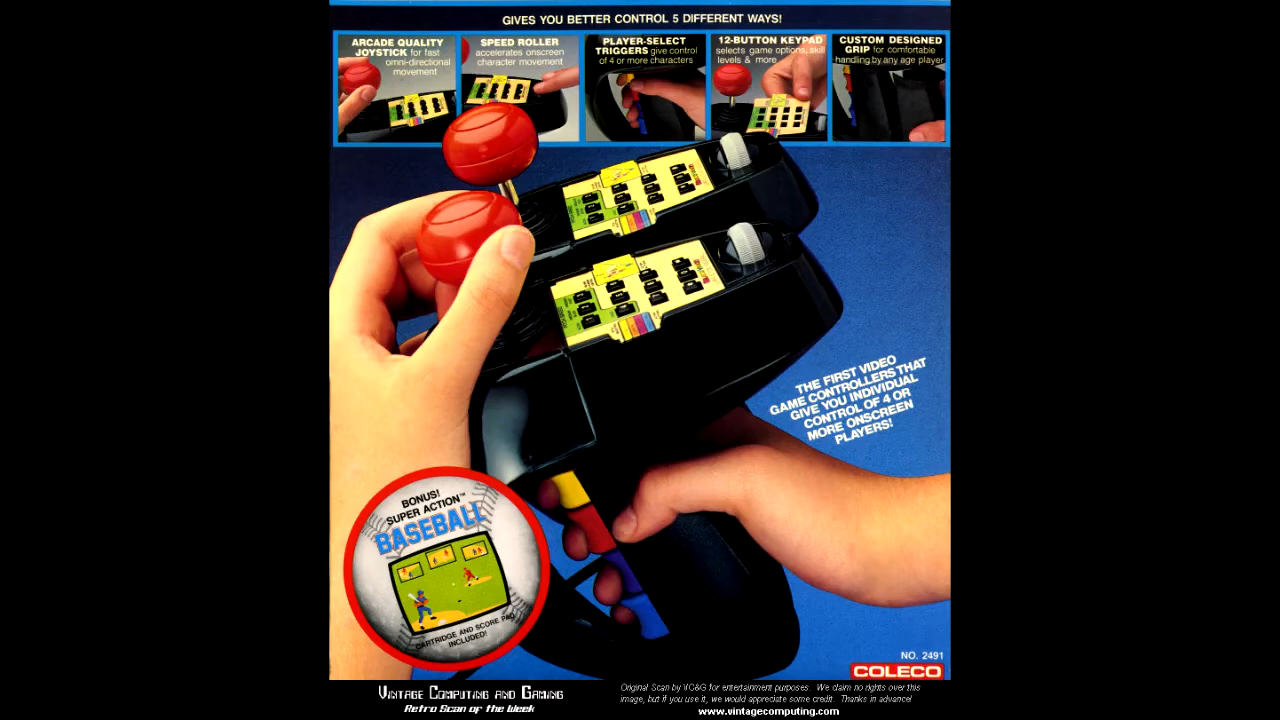 GIVES YOU BETTER CONTROL 5 DIFFERENT WAYS!
ARCADE QUALITY
JOYSTICK for fast
omni-directional
movement
SPEED ROLLER
accelerates onscreen
character movement
PLAYER-SELECT
TRIGGERS give control
of 4 or more characters
12-BUTTON KEYPAD
selects game options, skill
levels & more
CUSTOM DESIGNED
GRIP for comfortable
handling by any age player
THE FIRST VIDEO
GAME CONTROLLERS THAT
GIVE YOU INDIVIDUAL
CONTROL OF 4 OR
MORE ONSCREEN
PLAYERS!
BONUS!
SUPER ACTION™
BASEBALL
CARTRIDGE AND SCORE PAD
INCLUDED!
NO. 2491
COLECO
Vintage Computing and Gaming
Retro Scan of the Week
Original Scan by VC&G for entertainment purposes. We claim no rights over this
image, but if you use it, we would appreciate some credit. Thanks in advance!
www.vintagecomputing.com